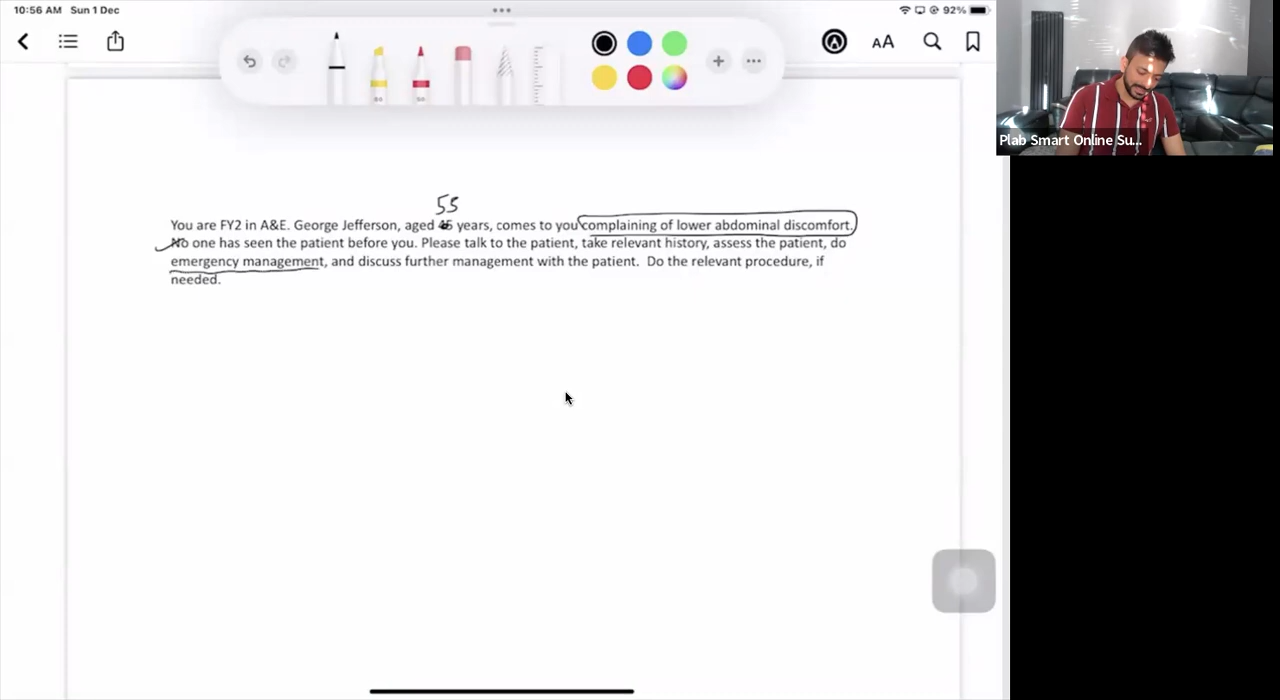 10:56 AM Sun 1 Dec
92%
AA
Plab Smart Online Su...
55
You are FY2 in A&E. George Jefferson, aged 45 years, comes to you complaining of lower abdominal discomfort.
No one has seen the patient before you. Please talk to the patient, take relevant history, assess the patient, do
emergency management, and discuss further management with the patient. Do the relevant procedure, if
needed.